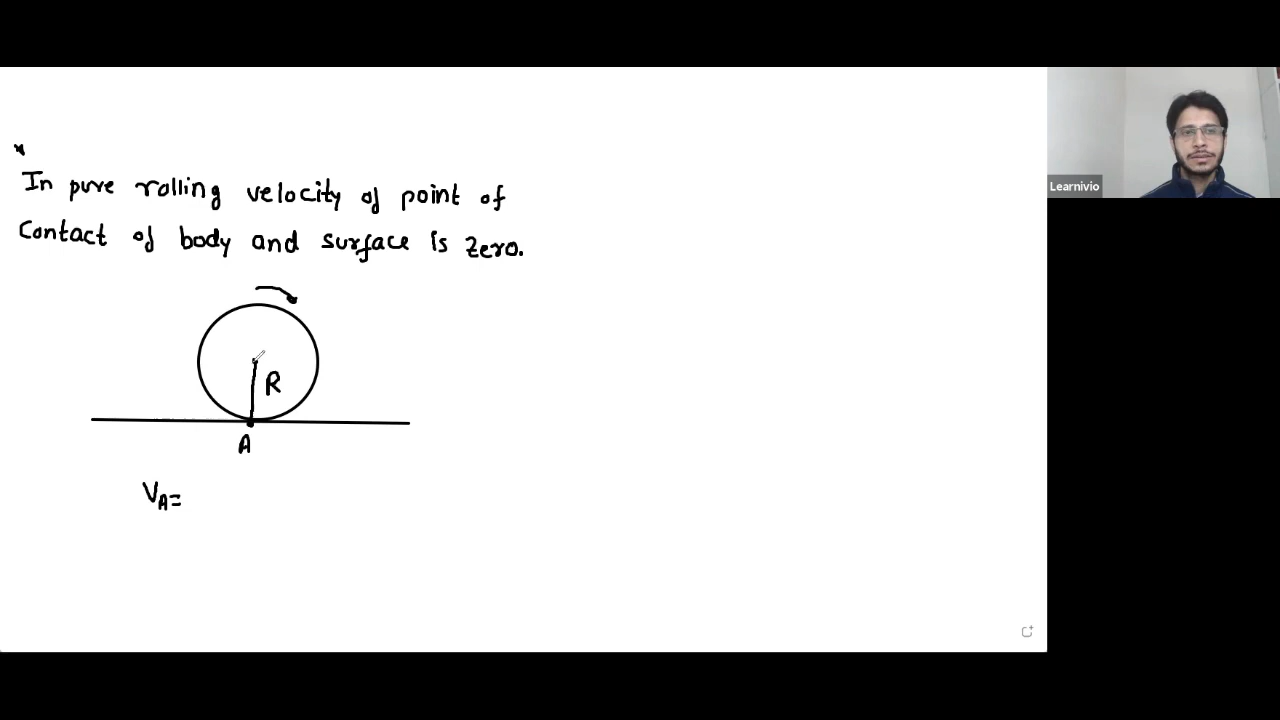 In pure rolling velocity of point of
Contact of body and surface is zero.
R
A
VA=
Learnivio